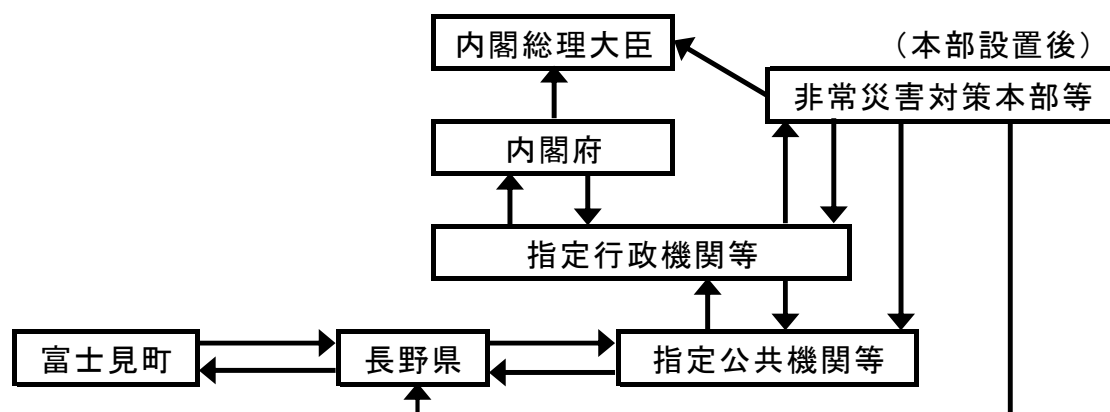 内閣総理大臣
（本部設置後）
非常災害対策本部等
内閣府
指定行政機関等
富士見町
長野県
指定公共機関等